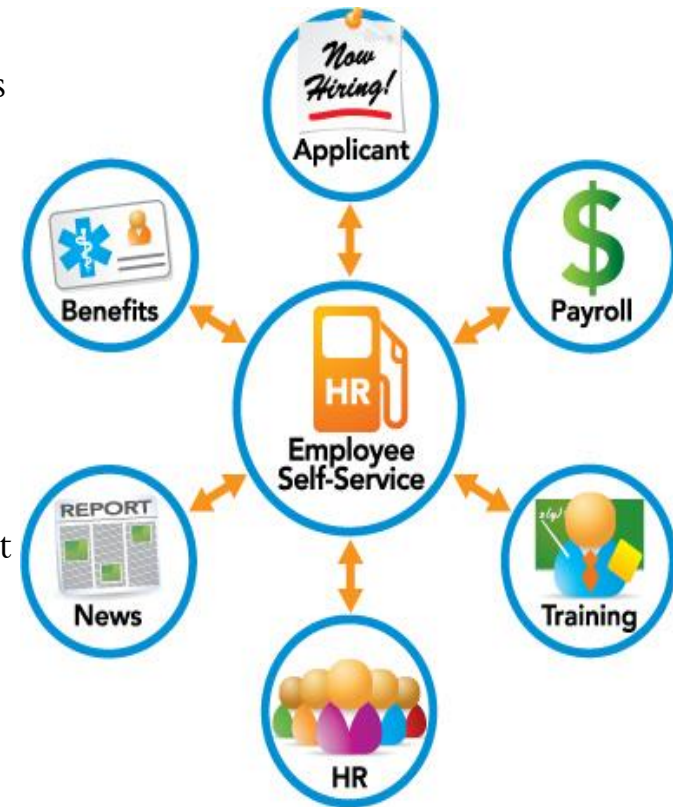 Now
Hiring!
Applicant
s
Benefits
Payroll
HR
Employee
Self-Service
REPORT
t
News
Training
HR